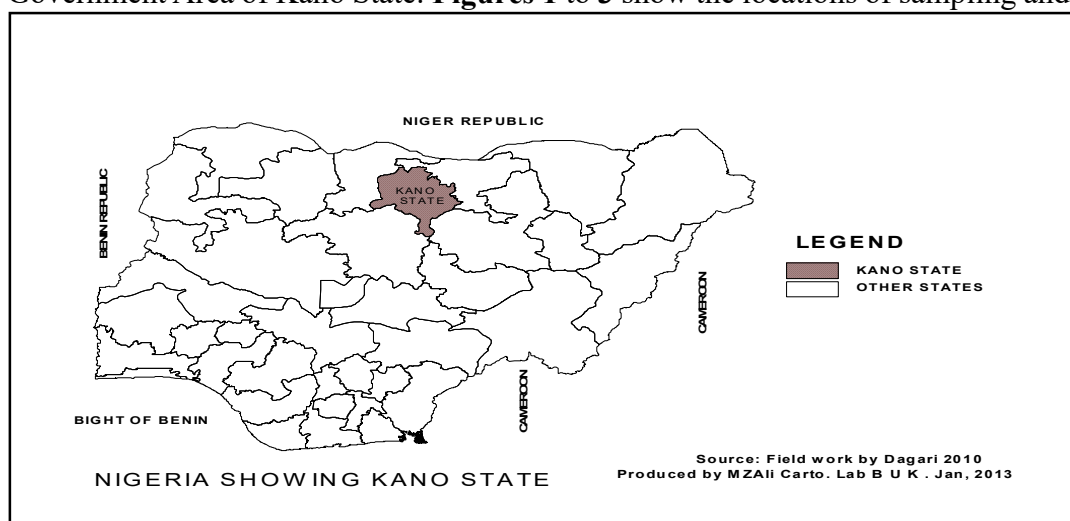 Government Area of Kano State. Figures 1 to 3 show the locations of sampling and
NIGER REPUBLIC
BENIN REPUBLIC
KANO
STATE
LEGEND
KANO STATE
OTHER STATES
CAMEROON
CAMEROON
BIGHT OF BENIN
Source: Field work by Dagari 2010
NIGERIA SHOWING KANO STATE
Produced by MZAli Carto. Lab B U K . Jan, 2013